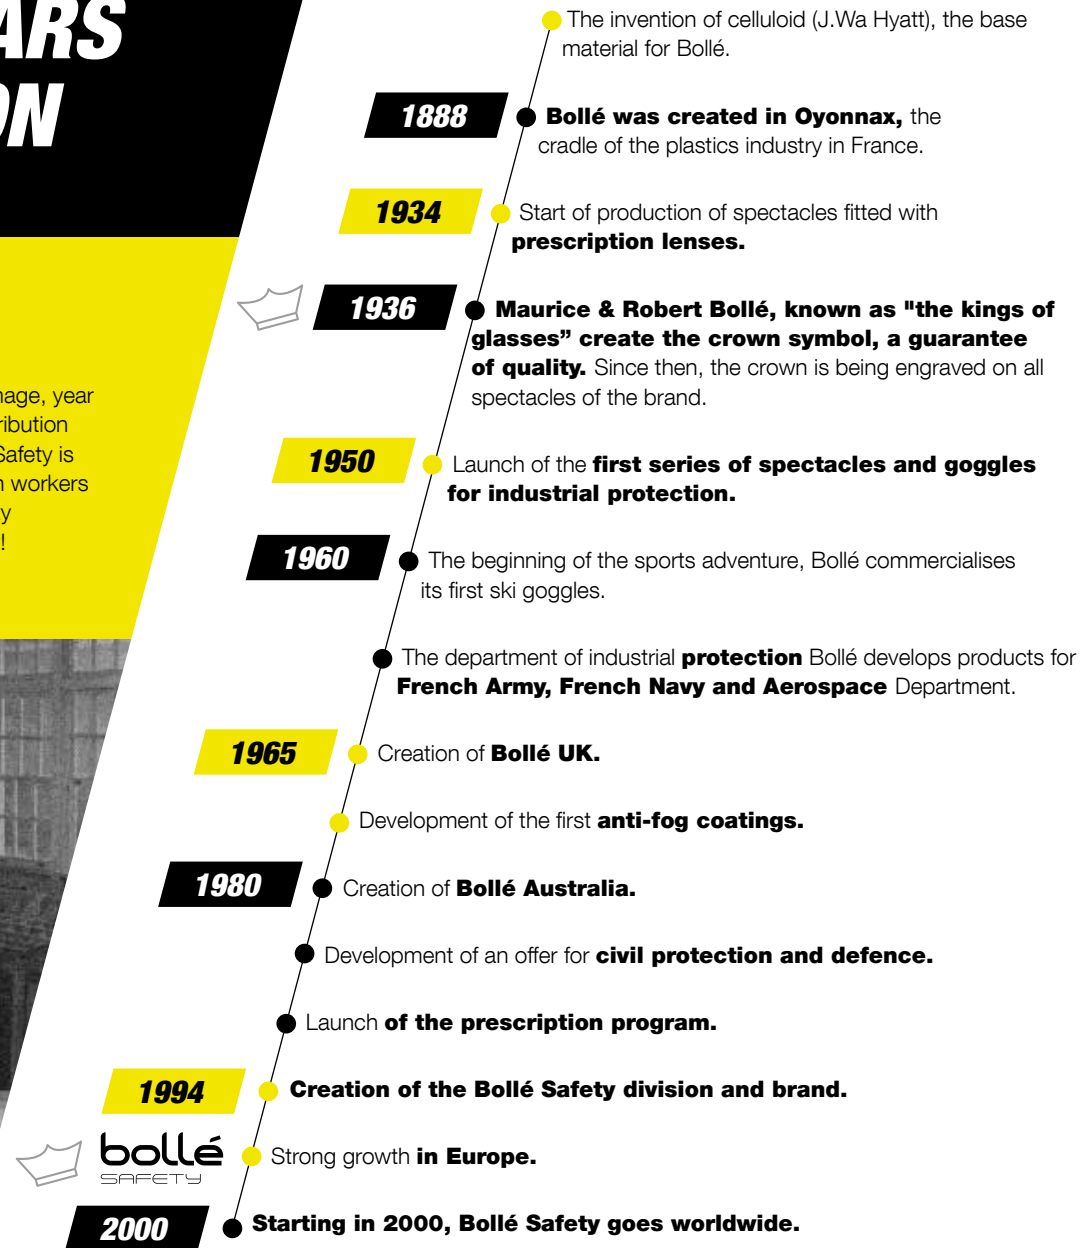 ARS
ON
nage, year
ribution
Safety is
n workers
y
!
The invention of celluloid (J.Wa Hyatt), the base
material for Bollé.
1888
Bollé was created in Oyonnax, the
cradle of the plastics industry in France.
1934
Start of production of spectacles fitted with
prescription lenses.
1936
Maurice & Robert Bollé, known as "the kings of
glasses” create the crown symbol, a guarantee
of quality. Since then, the crown is being engraved on all
spectacles of the brand.
1950
Launch of the first series of spectacles and goggles
for industrial protection.
1960
The beginning of the sports adventure, Bollé commercialises
its first ski goggles.
The department of industrial protection Bollé develops products for
French Army, French Navy and Aerospace Department.
1965
Creation of Bollé UK.
Development of the first anti-fog coatings.
1980
Creation of Bollé Australia.
Development of an offer for civil protection and defence.
Launch of the prescription program.
1994
Creation of the Bollé Safety division and brand.
bollé
SAFETY
Strong growth in Europe.
2000
Starting in 2000, Bollé Safety goes worldwide.